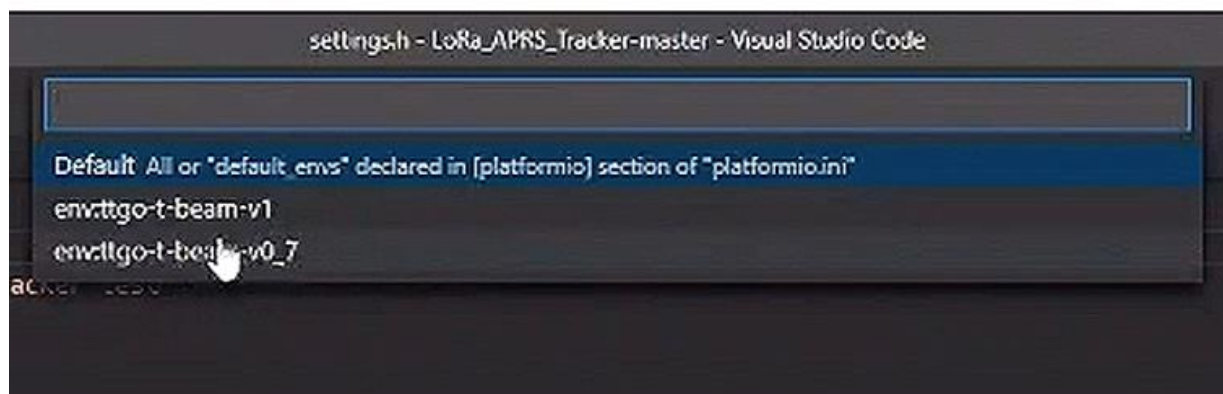 settings.h - LoRa_APRS_Tracker-master - Visual Studio Code
Default All or "default_envs" declared in [platformio] section of "platformio.ini"
env:ttgo-t-beam-v1
env:ttgo-t-beam-v0_7